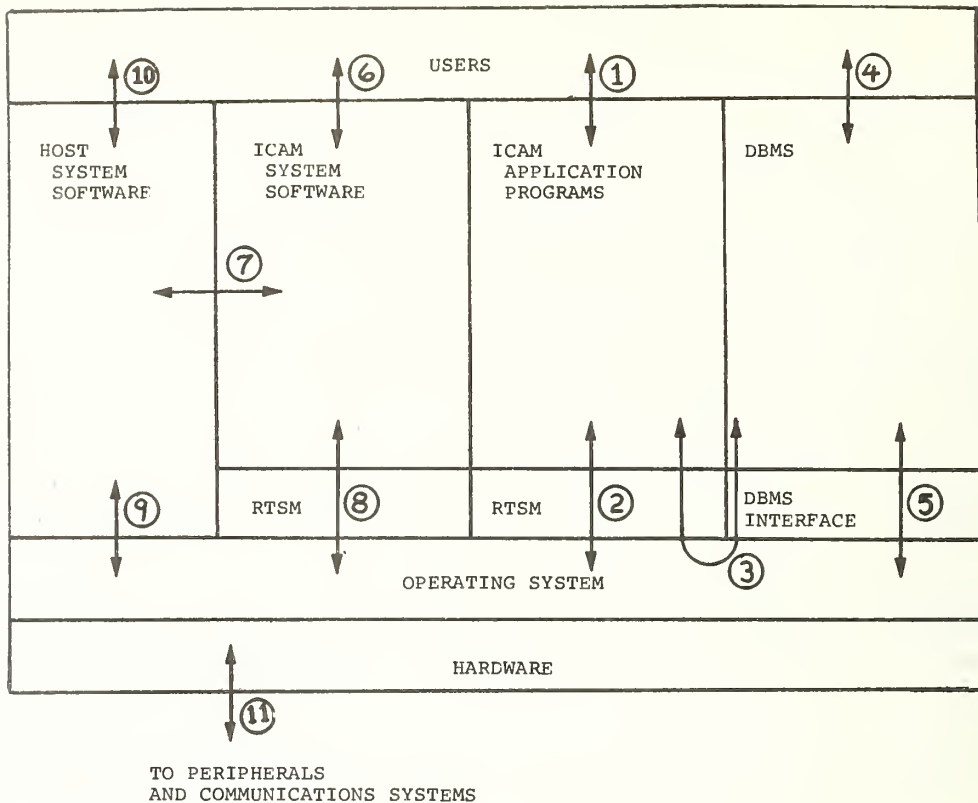 USERS
10
6
1
4
HOST
SYSTEM
SOFTWARE
ICAM
SYSTEM
SOFTWARE
ICAM
APPLICATION
PROGRAMS
DBMS
7
9
RTSM
8
RTSM
2
DBMS
INTERFACE
5
3
OPERATING SYSTEM
HARDWARE
11
TO PERIPHERALS
AND COMMUNICATIONS SYSTEMS